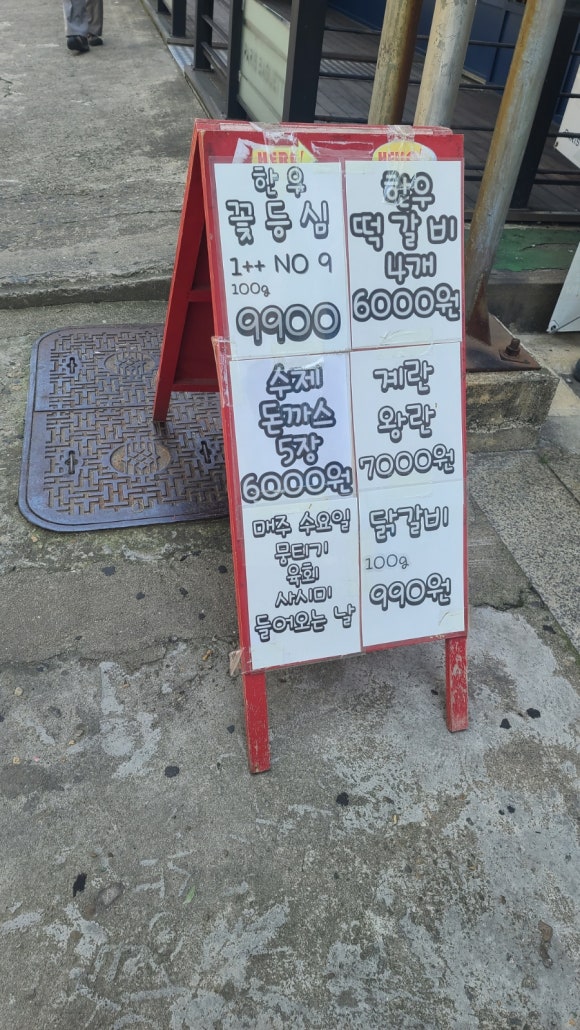 HERE!
한우
꽃등심
1++ NO 9
100g
9900
한우
떡갈비
4개
6000원
수제
돈까스
5장
6000원
계란
왕란
7000원
매주 수요일
뭉티기
육회
사시미
들어오는 날
닭갈비
100g
990원